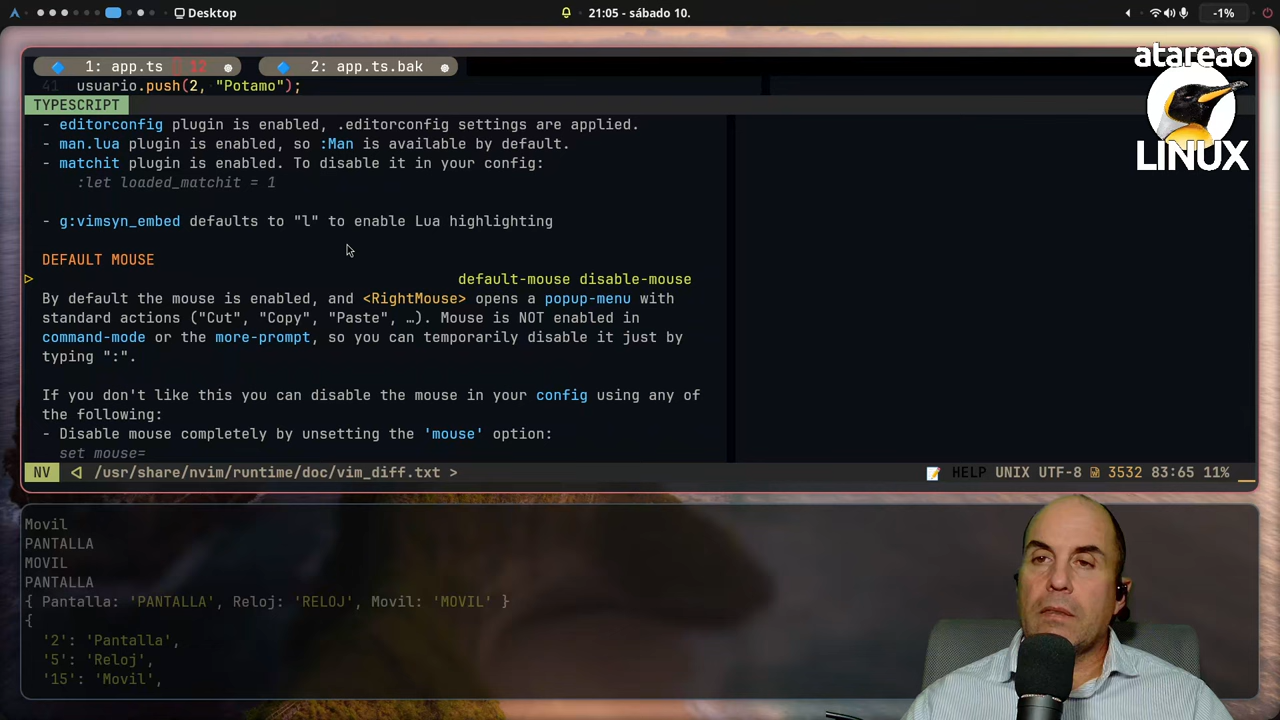 Desktop
21:05 - sábado 10.
-1%
atareao
LINUX
1: app.ts 12
2: app.ts.bak
41 usuario.push(2, "Potamo");
TYPESCRIPT
- editorconfig plugin is enabled, .editorconfig settings are applied.
- man.lua plugin is enabled, so :Man is available by default.
- matchit plugin is enabled. To disable it in your config:
:let loaded_matchit = 1
- g:vimsyn_embed defaults to "l" to enable Lua highlighting
DEFAULT MOUSE
default-mouse disable-mouse
By default the mouse is enabled, and <RightMouse> opens a popup-menu with
standard actions ("Cut", "Copy", "Paste", …). Mouse is NOT enabled in
command-mode or the more-prompt, so you can temporarily disable it just by
typing ":".
If you don't like this you can disable the mouse in your config using any of
the following:
- Disable mouse completely by unsetting the 'mouse' option:
set mouse=
NV /usr/share/nvim/runtime/doc/vim_diff.txt > HELP UNIX UTF-8 3532 83:65 11%
Movil
PANTALLA
MOVIL
PANTALLA
{ Pantalla: 'PANTALLA', Reloj: 'RELOJ', Movil: 'MOVIL' }
{
'2': 'Pantalla',
'5': 'Reloj',
'15': 'Movil',